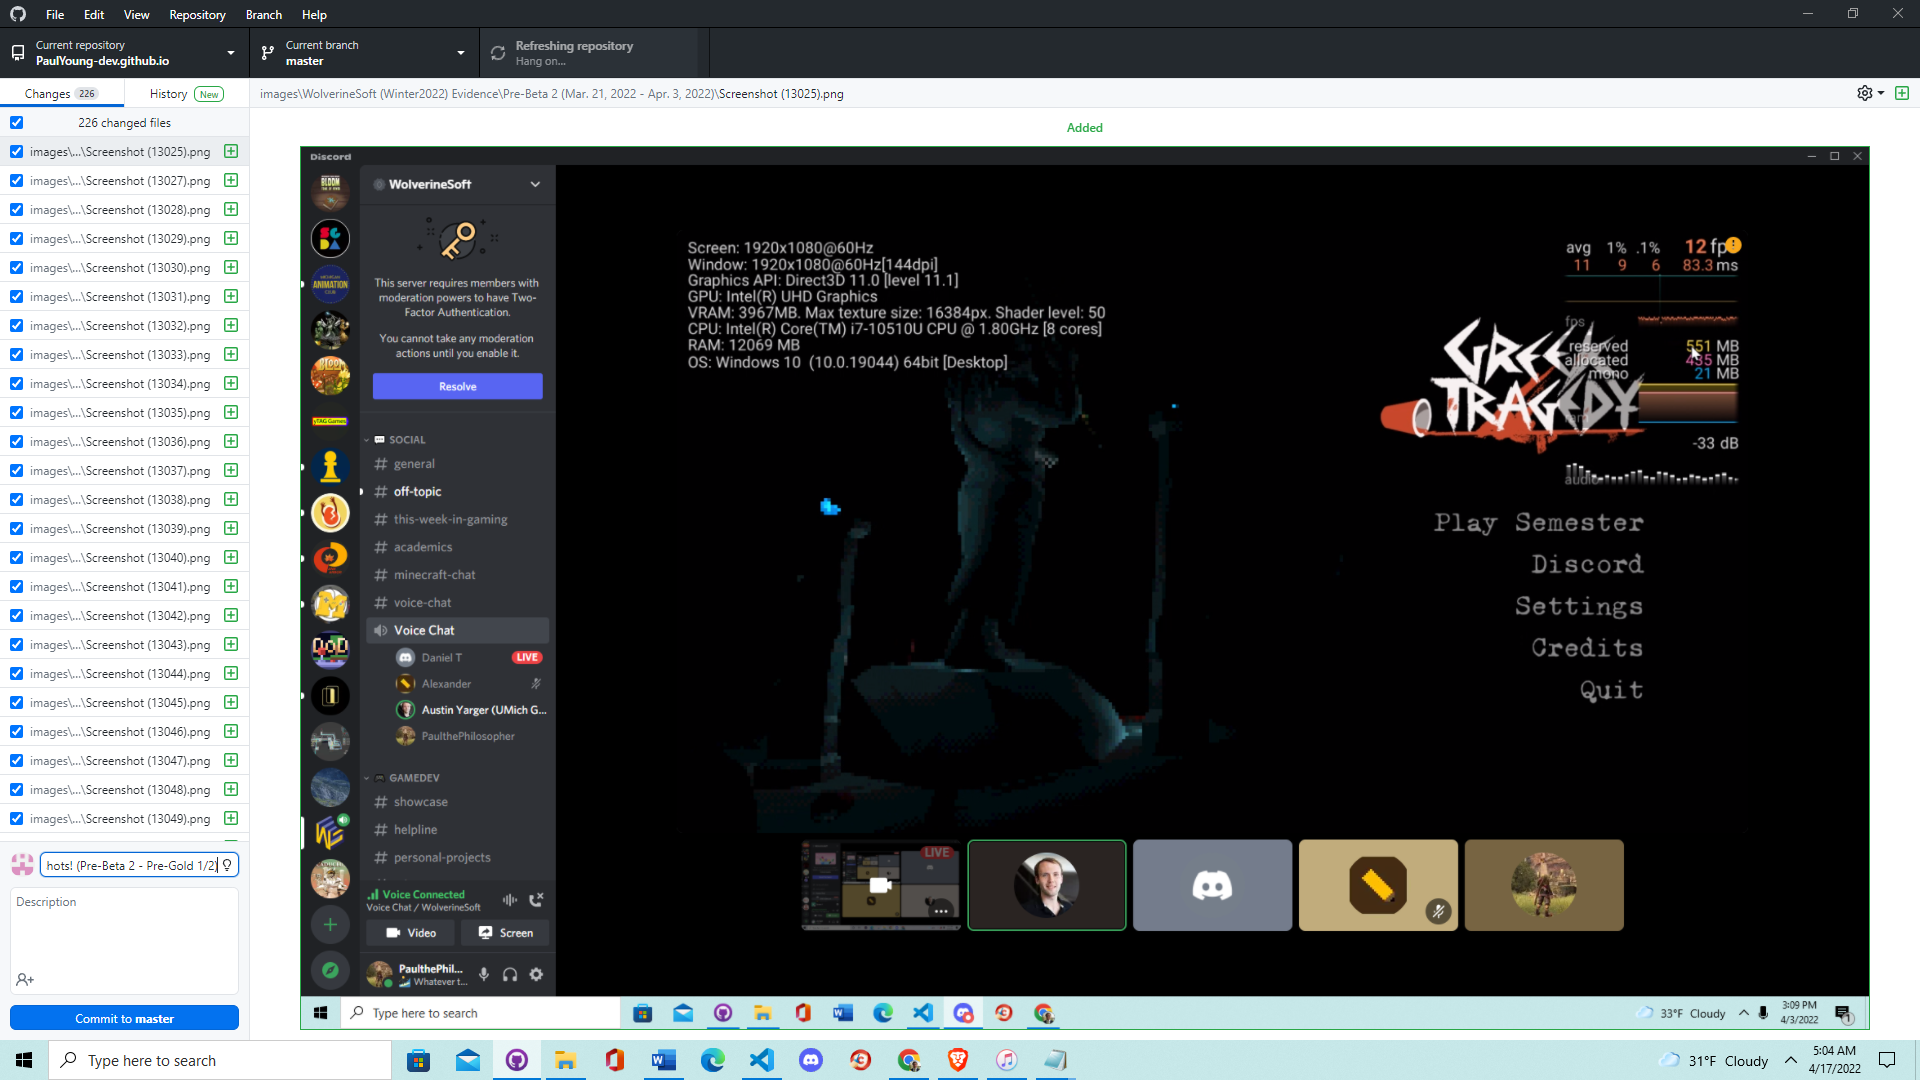 File Edit View Repository Branch Help
Current repository
PaulYoung-dev.github.io
Current branch
master
Refreshing repository
Hang on...
Changes 226
History New
images\WolverineSoft (Winter2022) Evidence\Pre-Beta 2 (Mar. 21, 2022 - Apr. 3, 2022)\Screenshot (13025).png
226 changed files
Added
images\...\Screenshot (13025).png
images\...\Screenshot (13027).png
images\...\Screenshot (13028).png
images\...\Screenshot (13029).png
images\...\Screenshot (13030).png
images\...\Screenshot (13031).png
images\...\Screenshot (13032).png
images\...\Screenshot (13033).png
images\...\Screenshot (13034).png
images\...\Screenshot (13035).png
images\...\Screenshot (13036).png
images\...\Screenshot (13037).png
images\...\Screenshot (13038).png
images\...\Screenshot (13039).png
images\...\Screenshot (13040).png
images\...\Screenshot (13041).png
images\...\Screenshot (13042).png
images\...\Screenshot (13043).png
images\...\Screenshot (13044).png
images\...\Screenshot (13045).png
images\...\Screenshot (13046).png
images\...\Screenshot (13047).png
images\...\Screenshot (13048).png
images\...\Screenshot (13049).png
hots! (Pre-Beta 2 - Pre-Gold 1/2)
Description
Commit to master
Discord
WolverineSoft
This server requires members with
moderation powers to have Two-
Factor Authentication.
You cannot take any moderation
actions until you enable it.
Resolve
SOCIAL
general
off-topic
this-week-in-gaming
academics
minecraft-chat
voice-chat
Voice Chat
Daniel T LIVE
Alexander
Austin Yarger (UMich G...
PaulthePhilosopher
GAMEDEV
showcase
helpline
personal-projects
Voice Connected
Voice Chat / WolverineSoft
Video Screen
PaulthePhil...
Whatever t...
Screen: 1920x1080@60Hz
Window: 1920x1080@60Hz[144dpi]
Graphics API: Direct3D 11.0 [level 11.1]
GPU: Intel(R) UHD Graphics
VRAM: 3967MB. Max texture size: 16384px. Shader level: 50
CPU: Intel(R) Core(TM) i7-10510U CPU @ 1.80GHz [8 cores]
RAM: 12069 MB
OS: Windows 10 (10.0.19044) 64bit [Desktop]
avg 1% .1% 12 fps
11 9 6 83.3 ms
fps
reserved 551 MB
allocated 435 MB
mono 21 MB
ram
-33 dB
audio
GREEK
TRAGEDY
Play Semester
Discord
Settings
Credits
Quit
LIVE
Type here to search
33°F Cloudy
3:09 PM
4/3/2022
Type here to search
31°F Cloudy
5:04 AM
4/17/2022